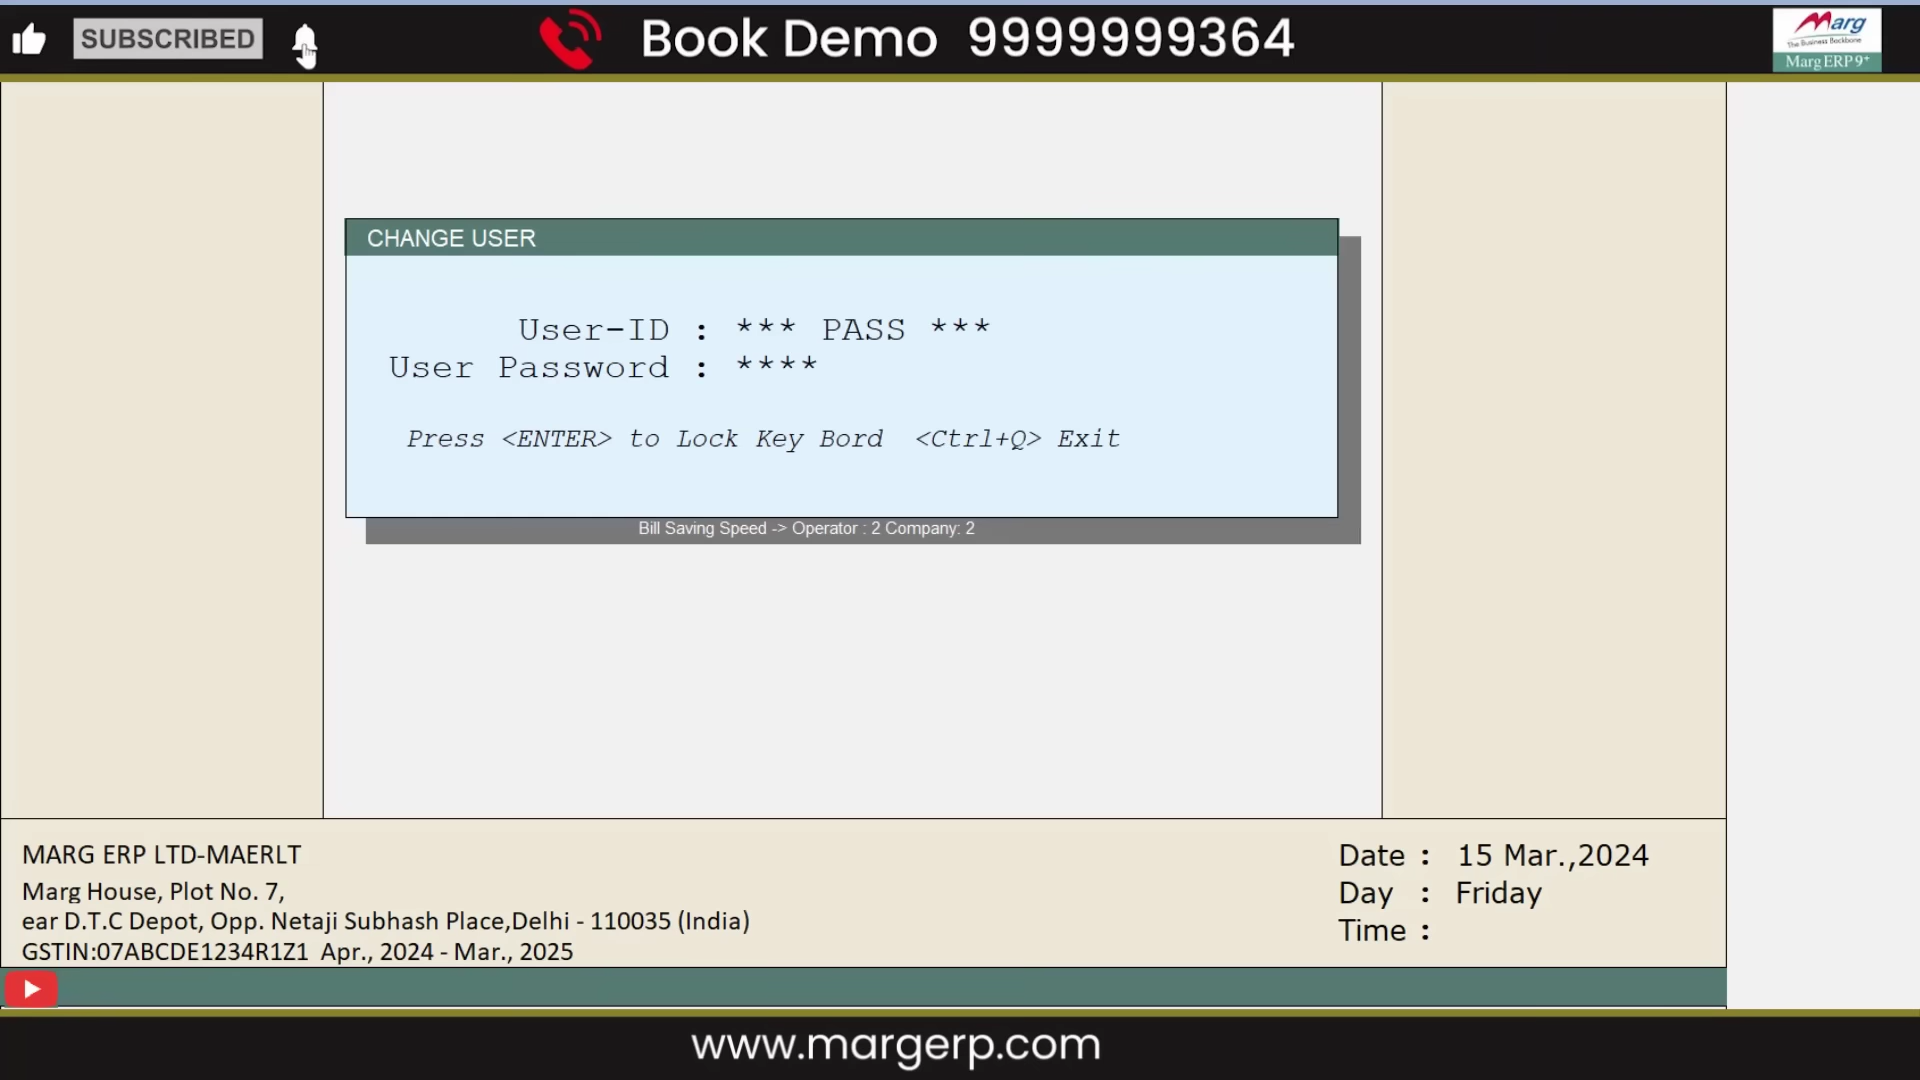 SUBSCRIBED
Book Demo 9999999364
Marg
The Business Backbone
Marg ERP 9+
CHANGE USER
User-ID : *** PASS ***
User Password : ****
Press <ENTER> to Lock Key Bord <Ctrl+Q> Exit
Bill Saving Speed -> Operator : 2 Company: 2
MARG ERP LTD-MAERLT
Marg House, Plot No. 7,
ear D.T.C Depot, Opp. Netaji Subhash Place,Delhi - 110035 (India)
GSTIN:07ABCDE1234R1Z1 Apr., 2024 - Mar., 2025
Date : 15 Mar.,2024
Day : Friday
Time :
www.margerp.com